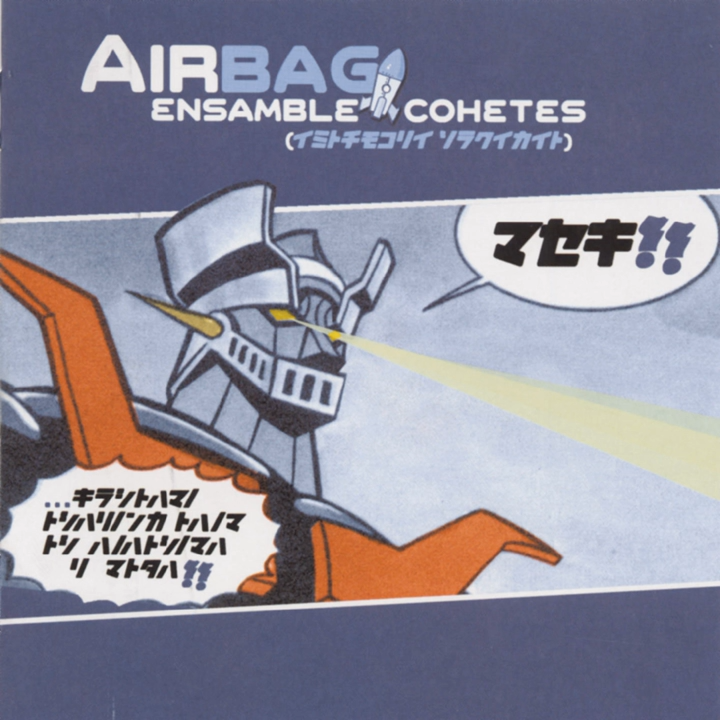 AIRBAG
ENSAMBLE COHETES
(イミトチモコリイ ソラクイカイト)
マセキ!!
...キラシトハマノ
トソハリノンカ トハノマ
トソ ハノハトソノマハ
リ マトタハ!!